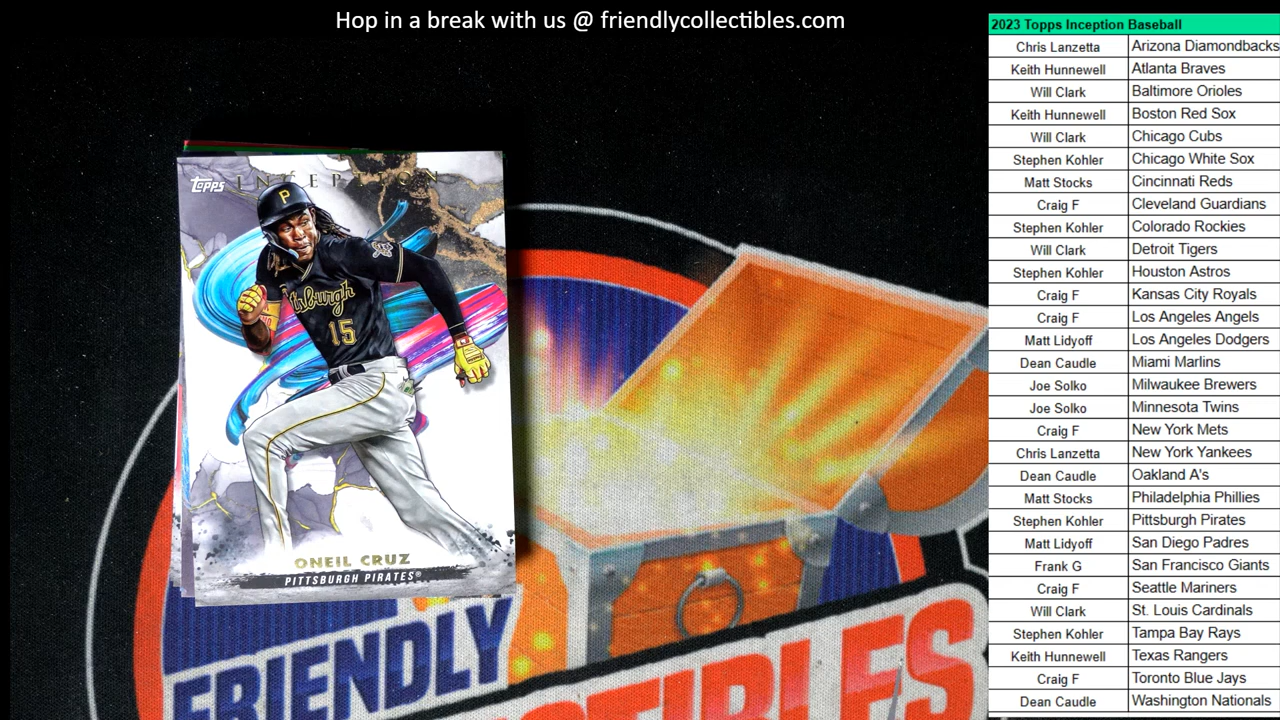 Hop in a break with us @ friendlycollectibles.com
2023 Topps Inception Baseball
Chris Lanzetta Arizona Diamondbacks
Keith Hunnewell Atlanta Braves
Will Clark Baltimore Orioles
Keith Hunnewell Boston Red Sox
Will Clark Chicago Cubs
Stephen Kohler Chicago White Sox
Matt Stocks Cincinnati Reds
Craig F Cleveland Guardians
Stephen Kohler Colorado Rockies
Will Clark Detroit Tigers
Stephen Kohler Houston Astros
Craig F Kansas City Royals
Craig F Los Angeles Angels
Matt Lidyoff Los Angeles Dodgers
Dean Caudle Miami Marlins
Joe Solko Milwaukee Brewers
Joe Solko Minnesota Twins
Craig F New York Mets
Chris Lanzetta New York Yankees
Dean Caudle Oakland A's
Matt Stocks Philadelphia Phillies
Stephen Kohler Pittsburgh Pirates
Matt Lidyoff San Diego Padres
Frank G San Francisco Giants
Craig F Seattle Mariners
Will Clark St. Louis Cardinals
Stephen Kohler Tampa Bay Rays
Keith Hunnewell Texas Rangers
Craig F Toronto Blue Jays
Dean Caudle Washington Nationals
Topps INCEPTION
P
tsburgh
15
ONEIL CRUZ
PITTSBURGH PIRATES®
FRIENDLY
CTIBLES